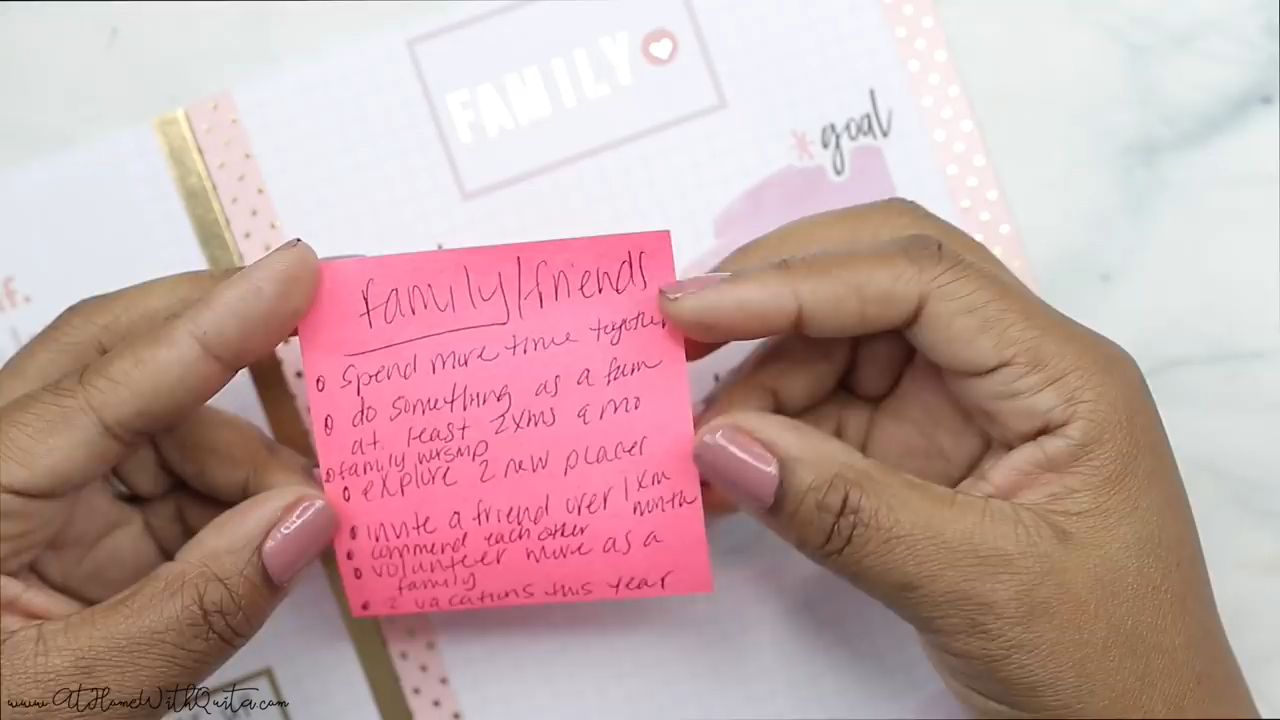 FAMILY
*goal
f.
family/friends
o spend more time together
o do something as a fam
at least 2xms a mo
o family wrshp
o explore 2 new places
o invite a friend over 1xm
month
o commend each other
o volunteer more as a
family
o 2 vacations this year
www.AtHomeWithQuita.com